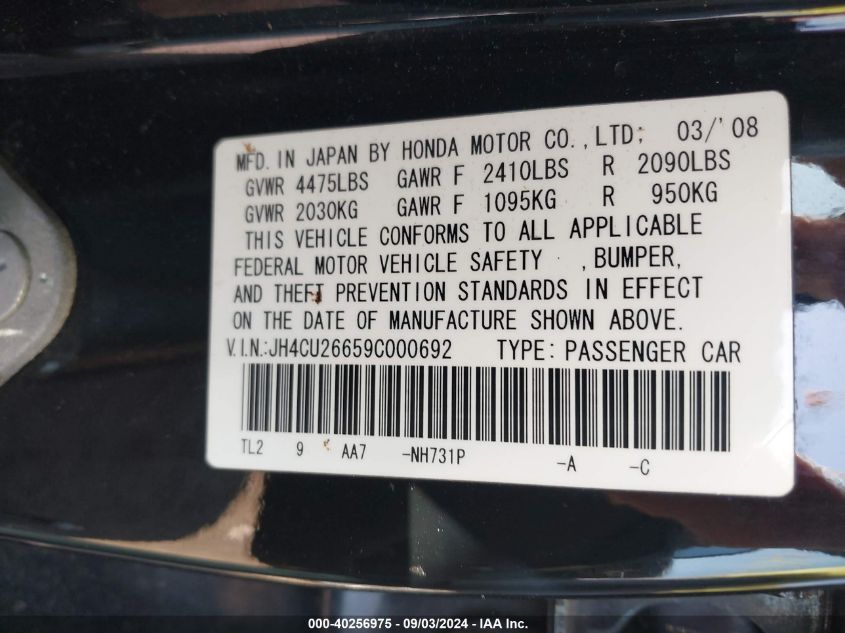 MFD. IN JAPAN BY HONDA MOTOR CO.,LTD; 03/'08
GVWR 4475LBS GAWR F 2410LBS R 2090LBS
GVWR 2030KG GAWR F 1095KG R 950KG
THIS VEHICLE CONFORMS TO ALL APPLICABLE
FEDERAL MOTOR VEHICLE SAFETY , BUMPER,
AND THEFT PREVENTION STANDARDS IN EFFECT
ON THE DATE OF MANUFACTURE SHOWN ABOVE.
V.I.N.:JH4CU26659C000692 TYPE: PASSENGER CAR
TL2 9 AA7 -NH731P -A -C
000-40256975 - 09/03/2024 - IAA Inc.